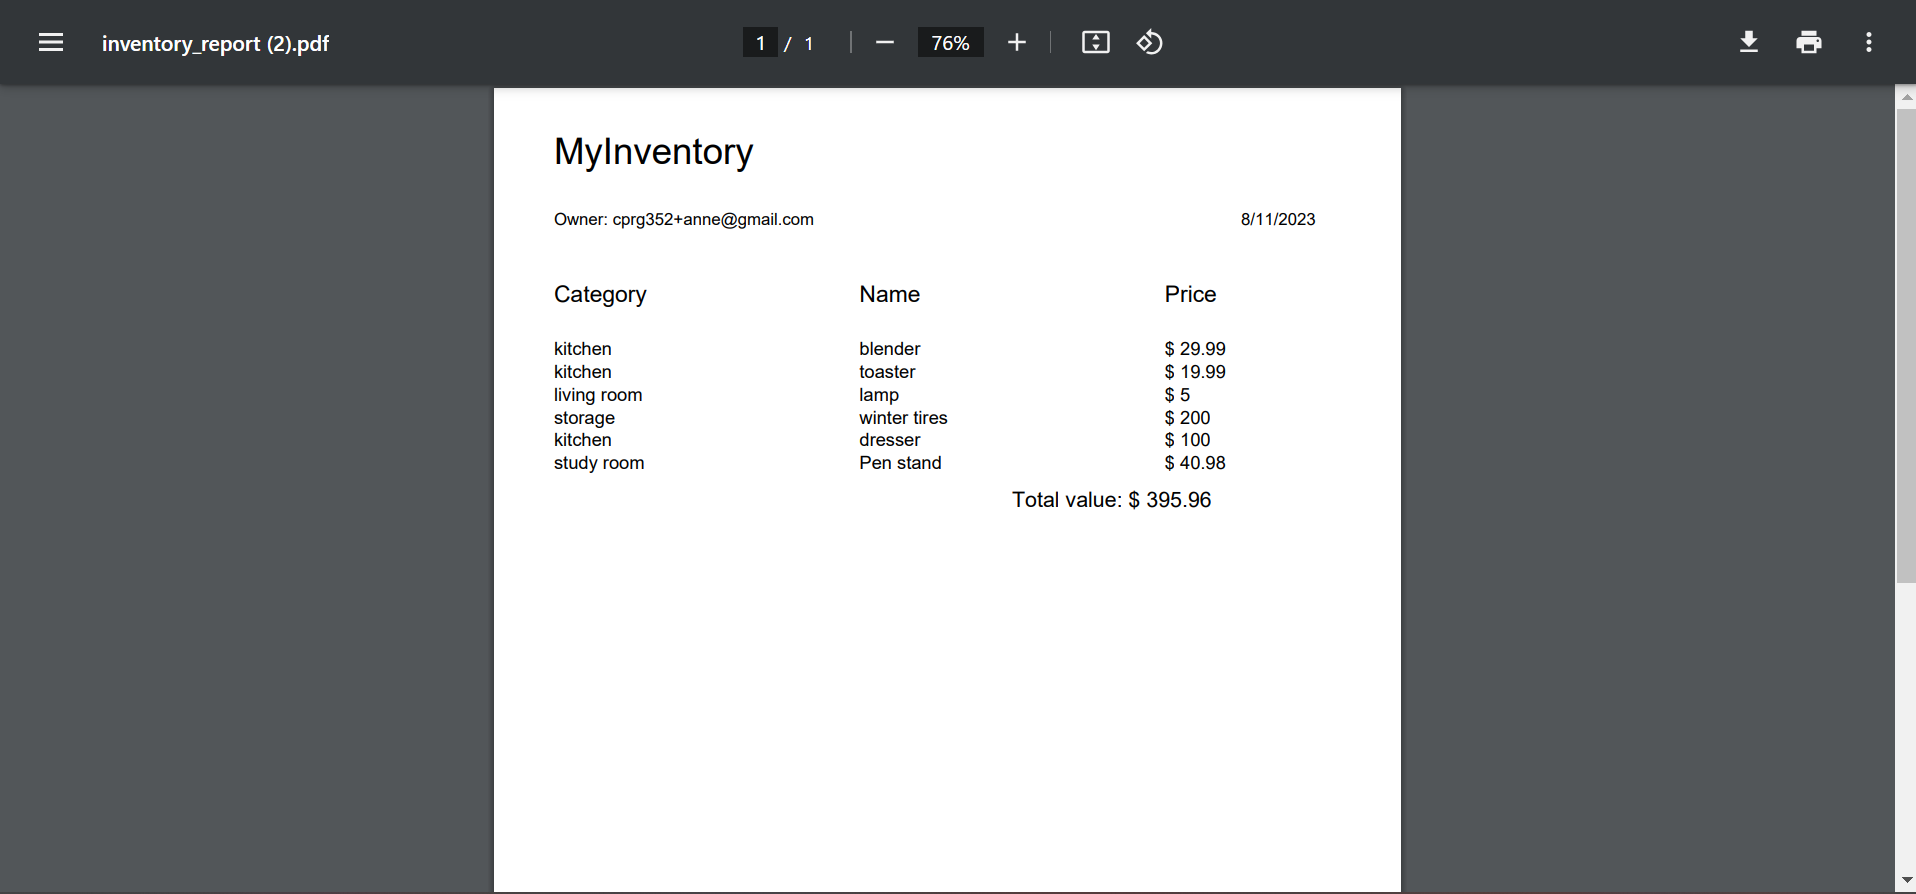 inventory_report (2).pdf 1 / 1 76%
MyInventory
Owner: cprg352+anne@gmail.com 8/11/2023
Category Name Price
kitchen blender $ 29.99
kitchen toaster $ 19.99
living room lamp $ 5
storage winter tires $ 200
kitchen dresser $ 100
study room Pen stand $ 40.98
Total value: $ 395.96